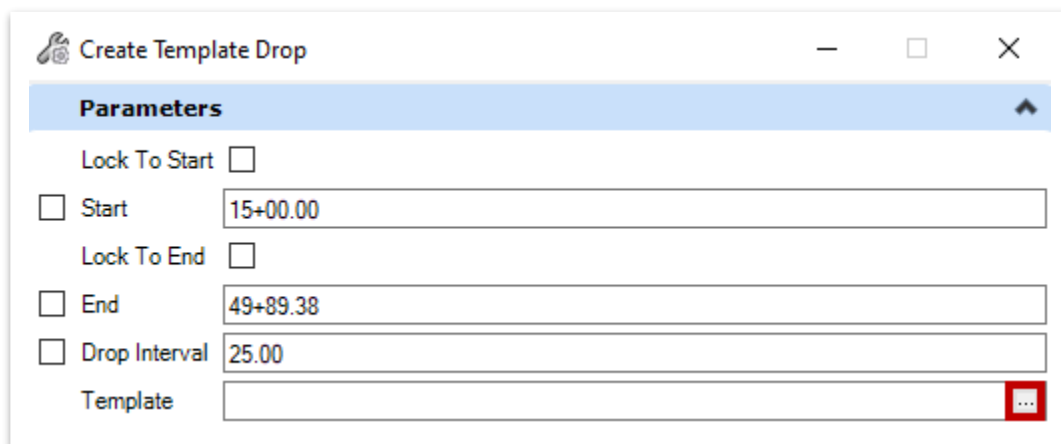 Create Template Drop
Parameters
Lock To Start
Start 15+00.00
Lock To End
End 49+89.38
Drop Interval 25.00
Template ...